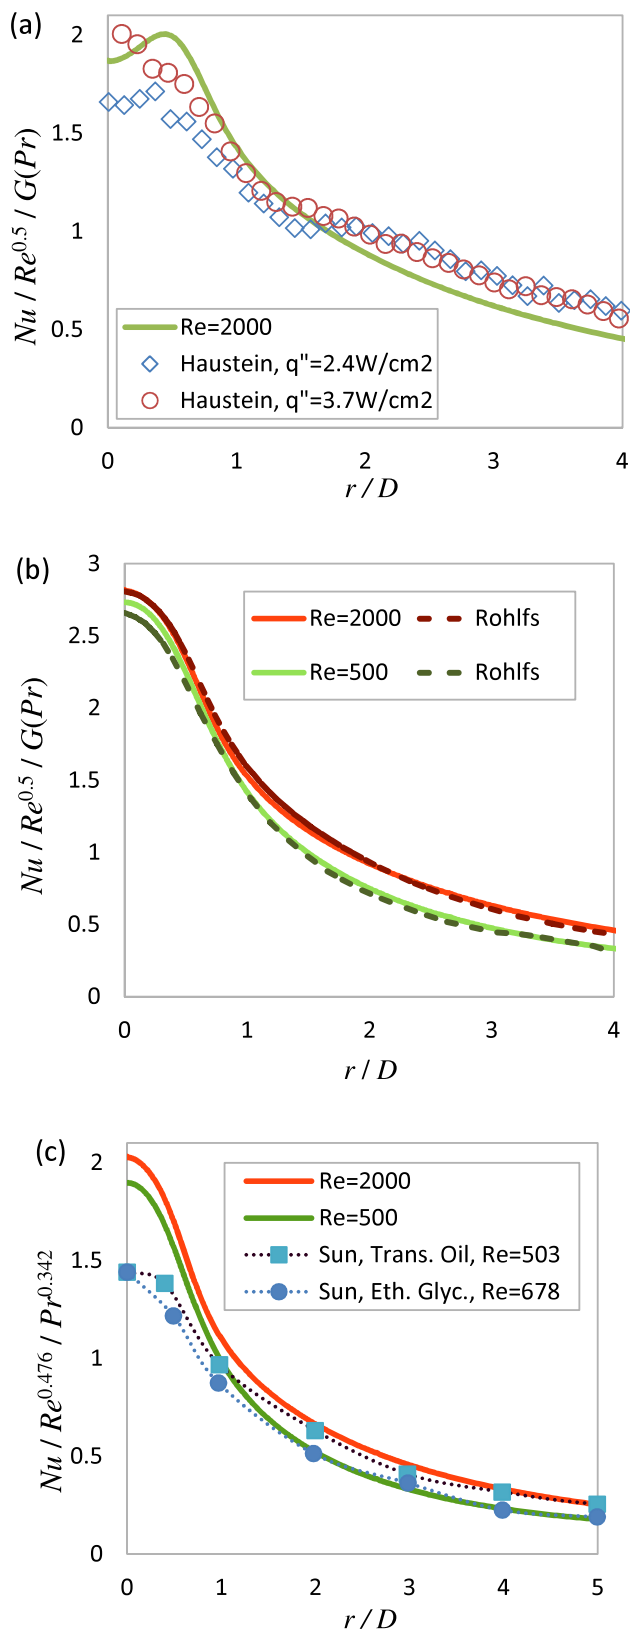 (a)
Nu / Re^0.5 / G(Pr)
2
1.5
1
0.5
0
Re=2000
Haustein, q"=2.4W/cm2
Haustein, q"=3.7W/cm2
0 1 2 3 4
r / D
(b)
Nu / Re^0.5 / G(Pr)
3
2.5
2
1.5
1
0.5
0
Re=2000 Rohlfs
Re=500 Rohlfs
0 1 2 3 4
r / D
(c)
Nu / Re^0.476 / Pr^0.342
2
1.5
1
0.5
0
Re=2000
Re=500
Sun, Trans. Oil, Re=503
Sun, Eth. Glyc., Re=678
0 1 2 3 4 5
r / D